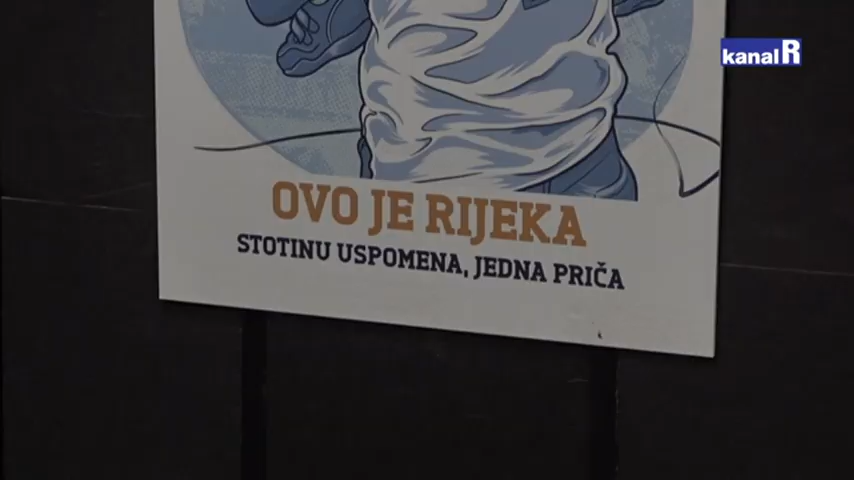 kanal R
OVO JE RIJEKA
STOTINU USPOMENA, JEDNA PRIČA